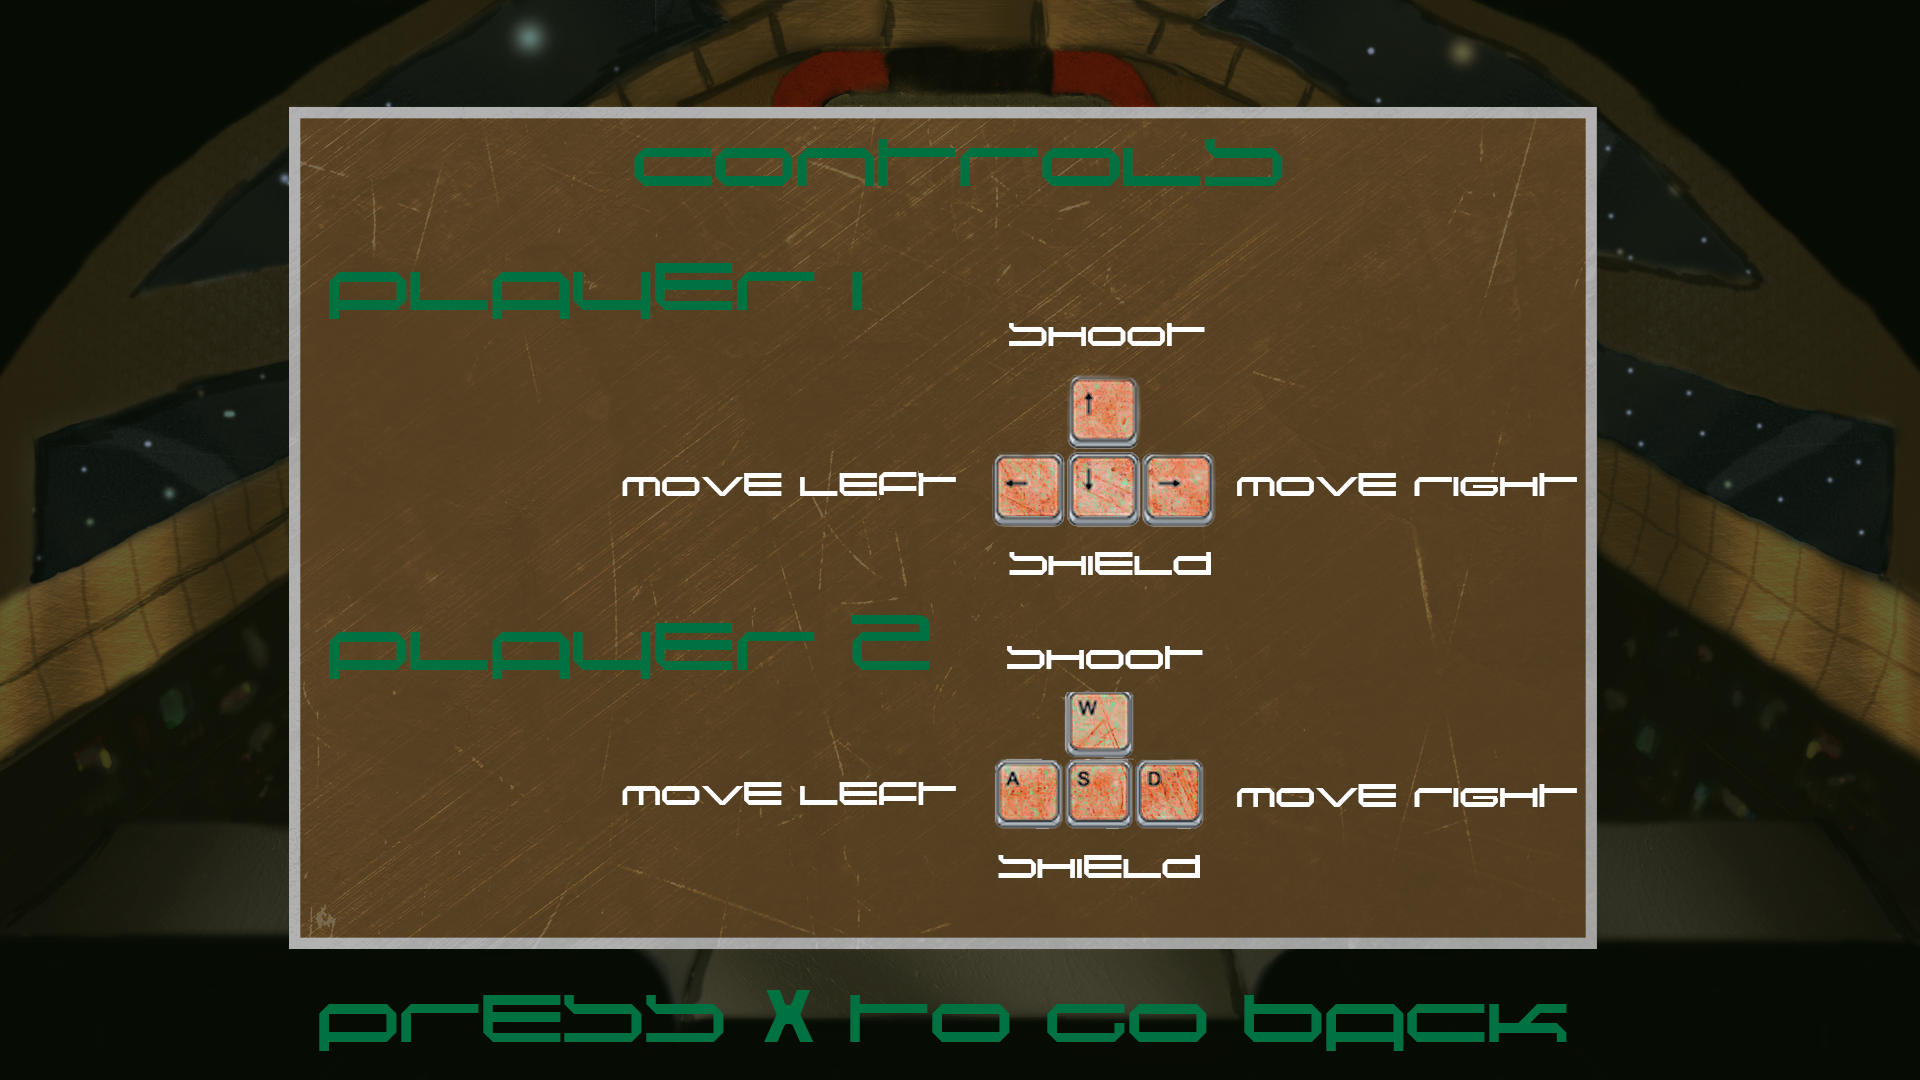 CONTROLS
PLAYER 1
SHOOT
↑
MOVE LEFT ← ↓ → MOVE RIGHT
SHIELD
PLAYER 2
SHOOT
W
MOVE LEFT A S D MOVE RIGHT
SHIELD
PRESS X TO GO BACK